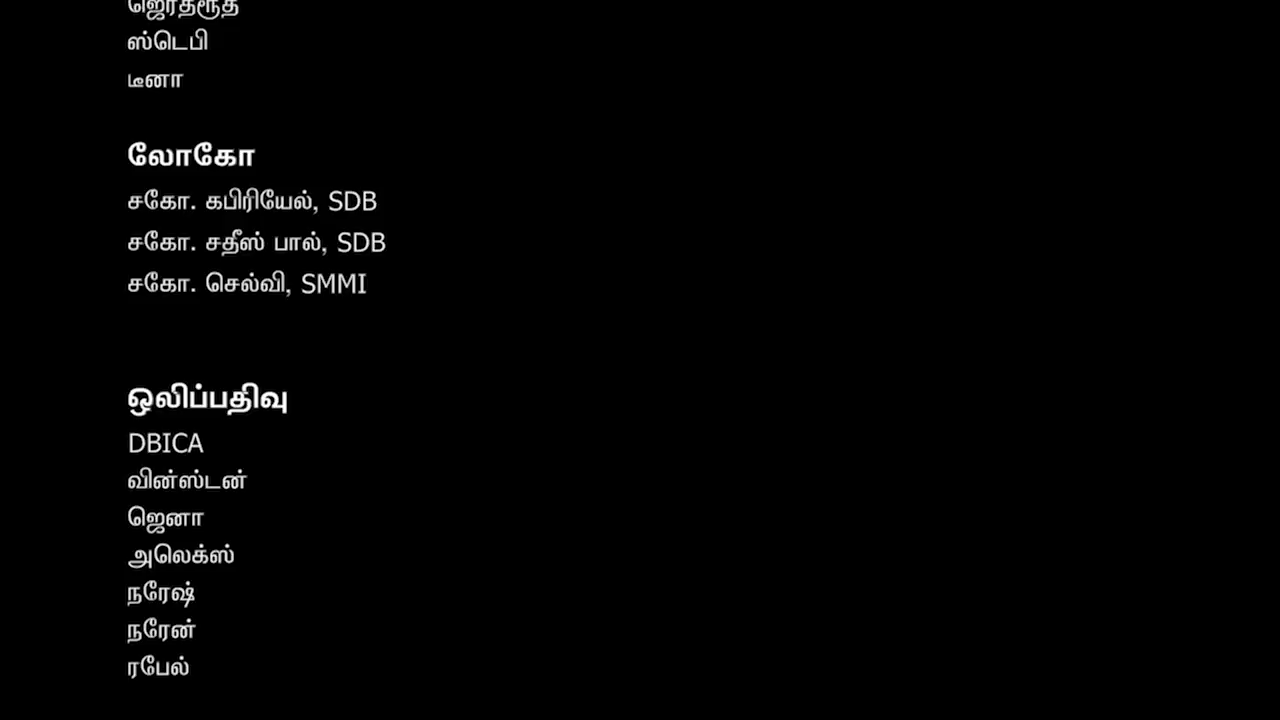 ஸ்டெபி
டீனா
லோகோ
சகோ. கபிரியேல், SDB
சகோ. சதீஸ் பால், SDB
சகோ. செல்வி, SMMI
ஒலிப்பதிவு
DBICA
வின்ஸ்டன்
ஜெனா
அலெக்ஸ்
நரேஷ்
நரேன்
ரபேல்